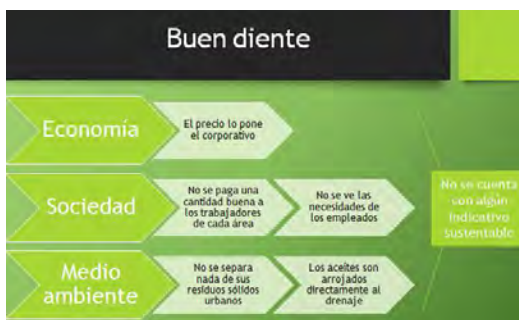 Buen diente
Economía
El precio lo pone
el corporativo
Sociedad
No se paga una
cantidad buena a
los trabajadores
de cada área
No se ve las
necesidades de
los empleados
Medio
ambiente
No se separa
nada de sus
residuos sólidos
urbanos
Los aceites son
arrojados
directamente al
drenaje
No se cuenta
con algún
indicativo
sustentable